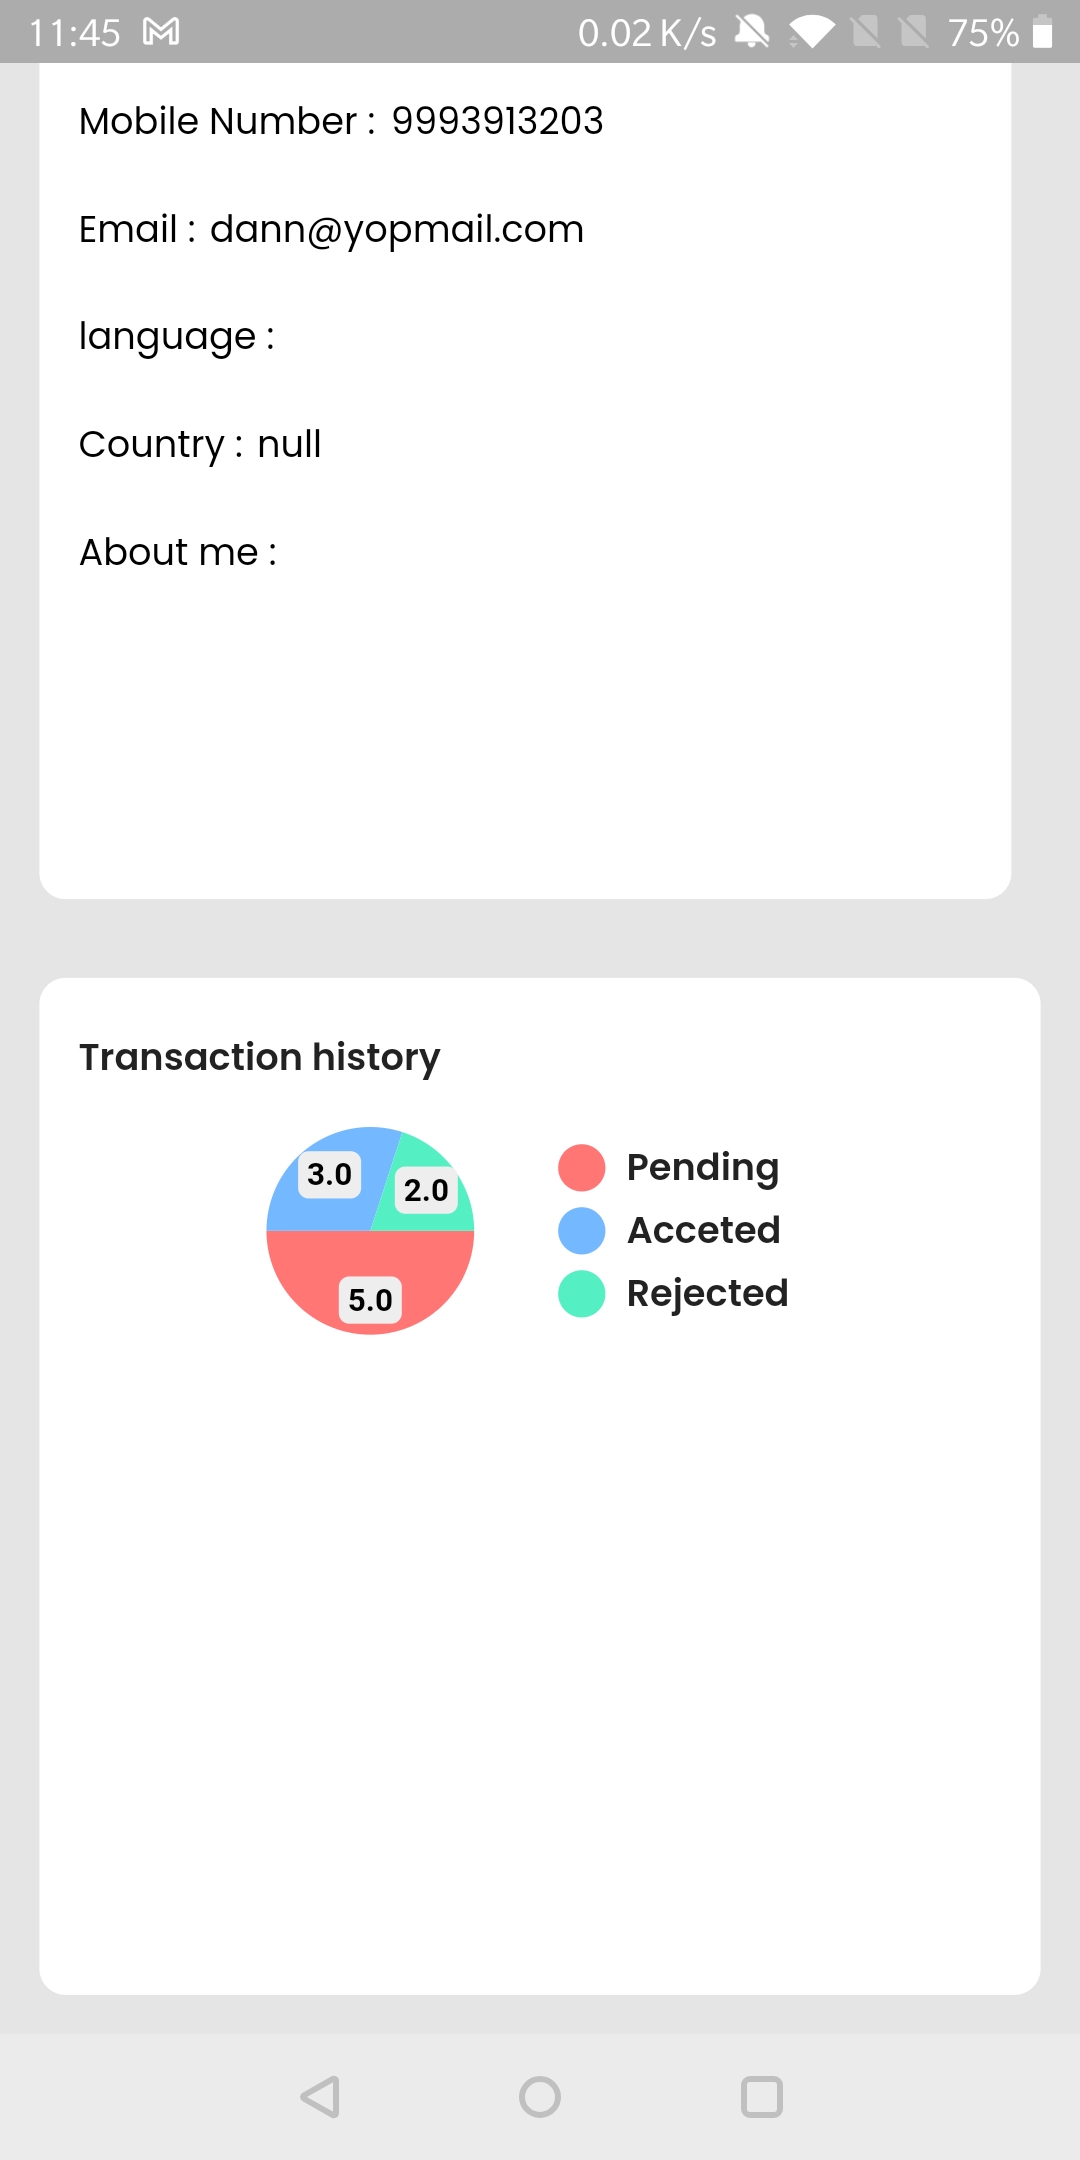 11:45 0.02 K/s 75%
Mobile Number : 9993913203
Email : dann@yopmail.com
language :
Country : null
About me :
Transaction history
3.0
2.0
5.0
Pending
Acceted
Rejected